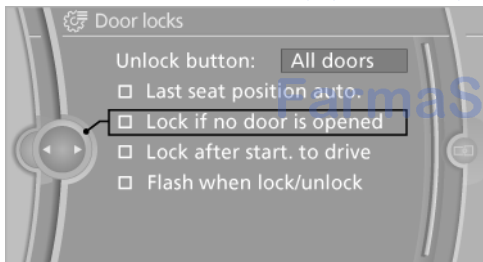 Door locks
Unlock button: All doors
Last seat position auto.
Lock if no door is opened
Lock after start. to drive
Flash when lock/unlock
FarmaS